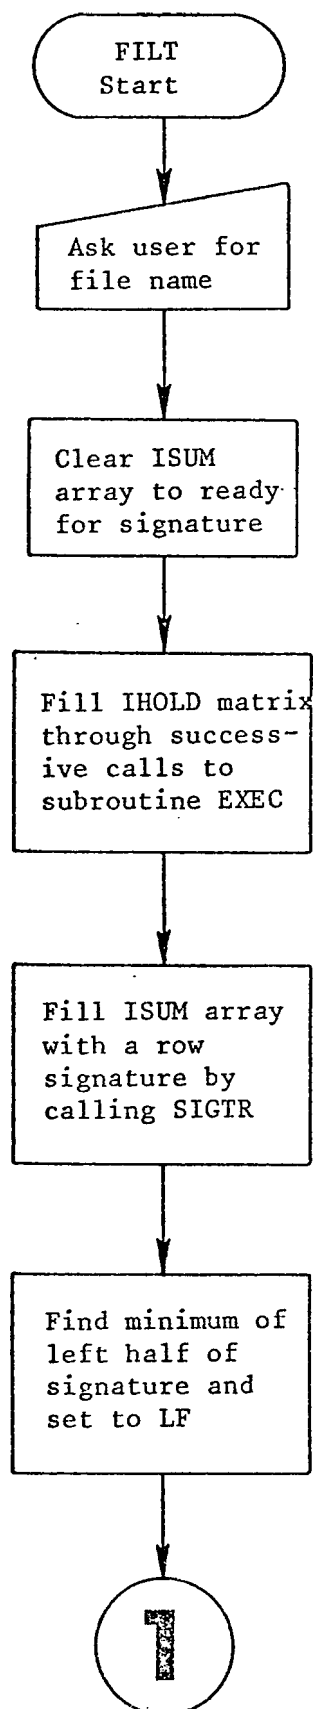 FILT
Start
Ask user for
file name
Clear ISUM
array to ready
for signature
Fill IHOLD matrix
through success-
ive calls to
subroutine EXEC
Fill ISUM array
with a row
signature by
calling SIGTR
Find minimum of
left half of
signature and
set to LF
1